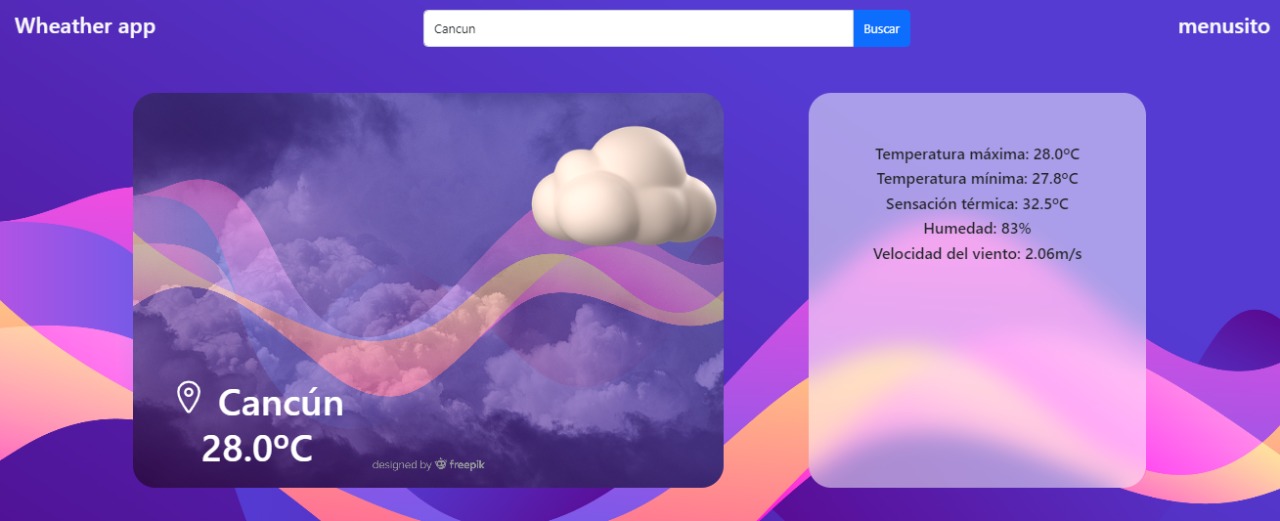 Wheather app
Cancun
Buscar
menusito
Cancún
28.0ºC
designed by freepik
Temperatura máxima: 28.0ºC
Temperatura mínima: 27.8ºC
Sensación térmica: 32.5ºC
Humedad: 83%
Velocidad del viento: 2.06m/s